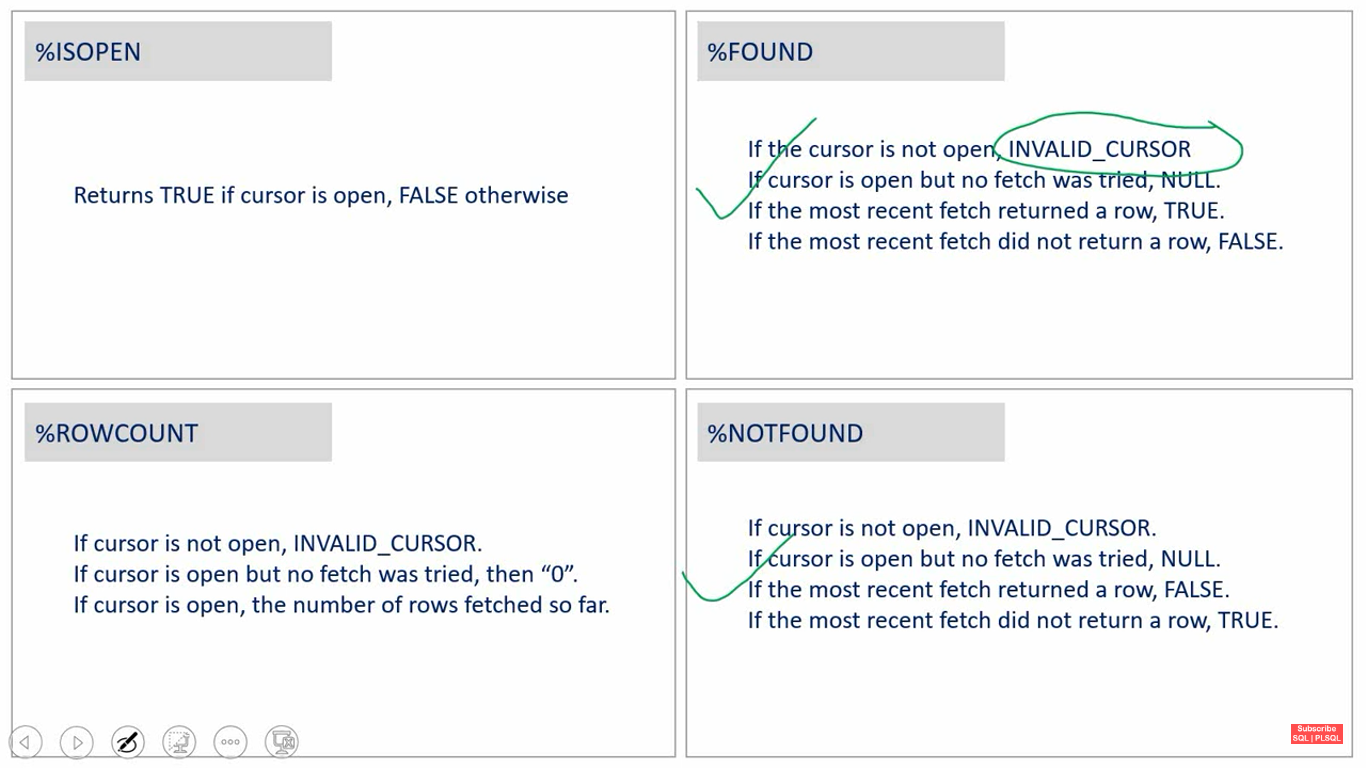 %ISOPEN
Returns TRUE if cursor is open, FALSE otherwise
%FOUND
If the cursor is not open, INVALID_CURSOR
If cursor is open but no fetch was tried, NULL.
If the most recent fetch returned a row, TRUE.
If the most recent fetch did not return a row, FALSE.
%ROWCOUNT
If cursor is not open, INVALID_CURSOR.
If cursor is open but no fetch was tried, then “0”.
If cursor is open, the number of rows fetched so far.
%NOTFOUND
If cursor is not open, INVALID_CURSOR.
If cursor is open but no fetch was tried, NULL.
If the most recent fetch returned a row, FALSE.
If the most recent fetch did not return a row, TRUE.
Subscribe
SQL | PLSQL